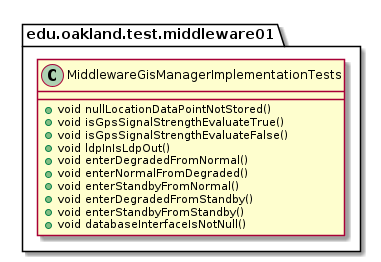 edu.oakland.test.middleware01
C MiddlewareGisManagerImplementationTests
void nullLocationDataPointNotStored()
void isGpsSignalStrengthEvaluateTrue()
void isGpsSignalStrengthEvaluateFalse()
void ldpInIsLdpOut()
void enterDegradedFromNormal()
void enterNormalFromDegraded()
void enterStandbyFromNormal()
void enterDegradedFromStandby()
void enterStandbyFromStandby()
void databaseInterfaceIsNotNull()